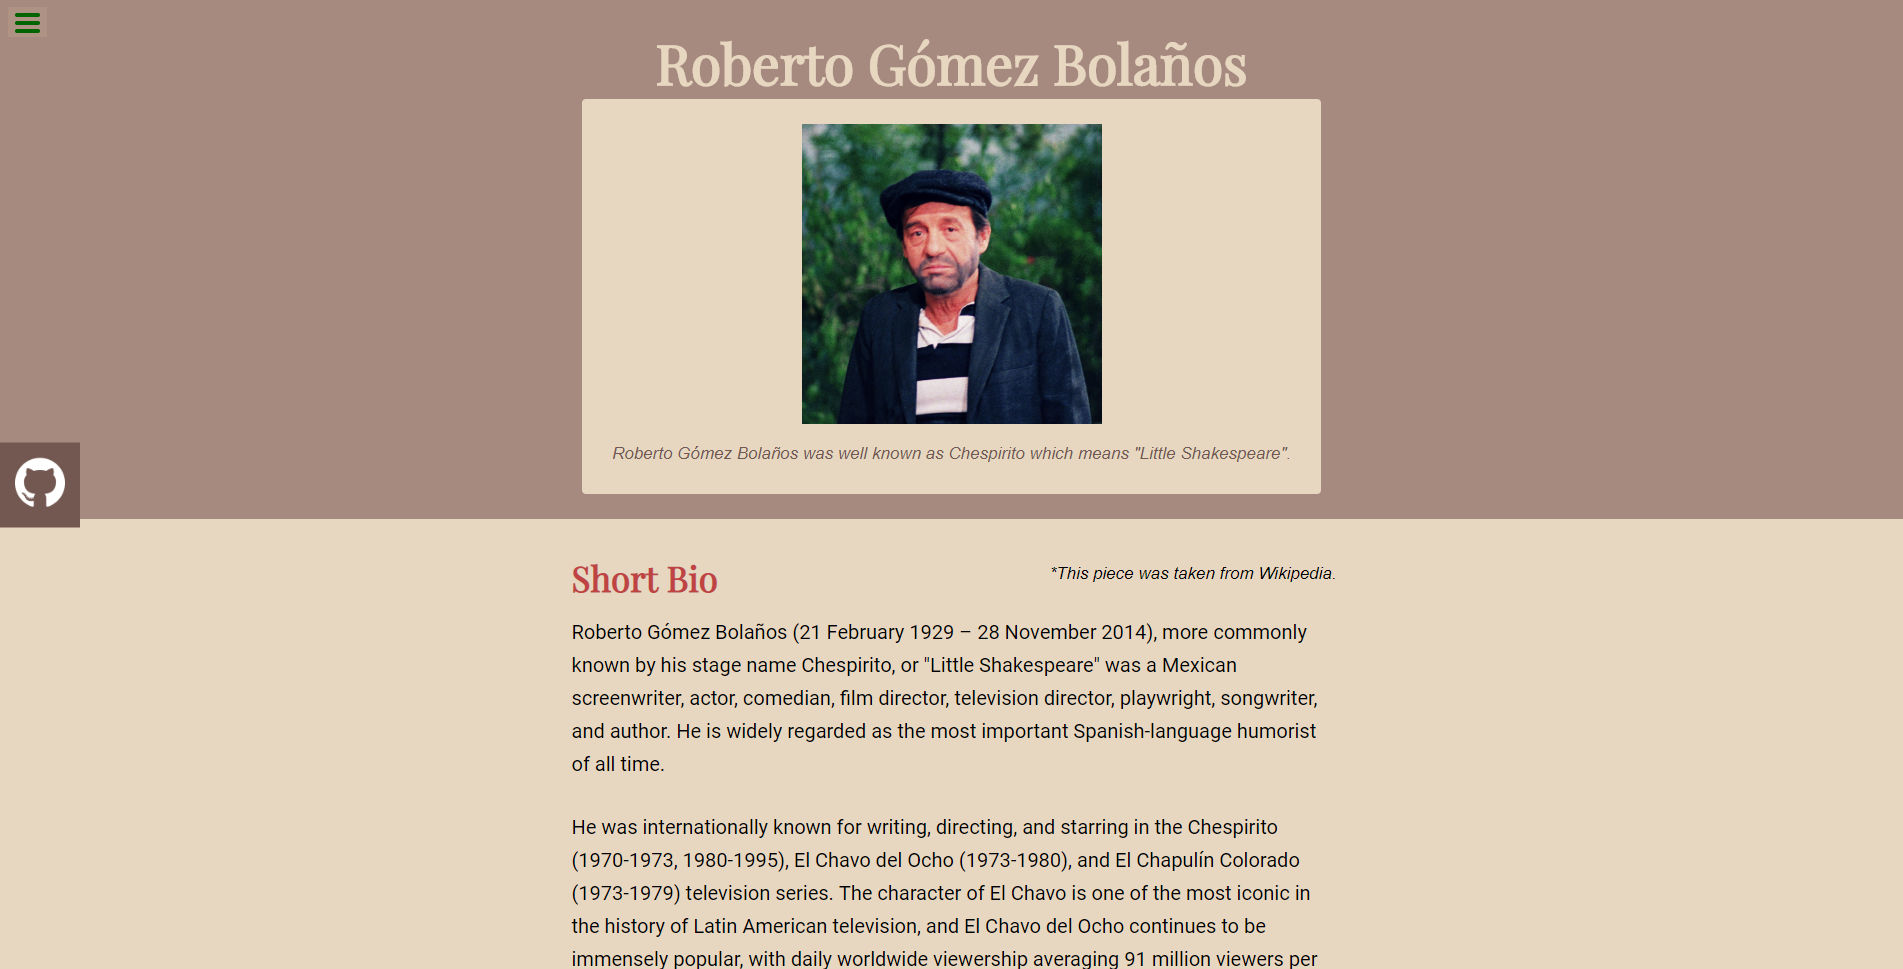 Roberto Gómez Bolaños
Roberto Gómez Bolaños was well known as Chespirito which means "Little Shakespeare".
Short Bio
*This piece was taken from Wikipedia.
Roberto Gómez Bolaños (21 February 1929 – 28 November 2014), more commonly
known by his stage name Chespirito, or "Little Shakespeare" was a Mexican
screenwriter, actor, comedian, film director, television director, playwright, songwriter,
and author. He is widely regarded as the most important Spanish-language humorist
of all time.
He was internationally known for writing, directing, and starring in the Chespirito
(1970-1973, 1980-1995), El Chavo del Ocho (1973-1980), and El Chapulín Colorado
(1973-1979) television series. The character of El Chavo is one of the most iconic in
the history of Latin American television, and El Chavo del Ocho continues to be
immensely popular, with daily worldwide viewership averaging 91 million viewers per